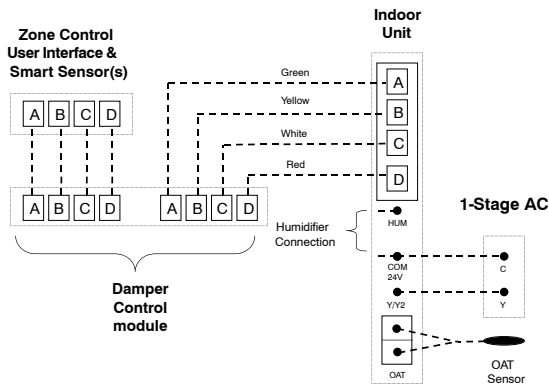 Indoor
Unit
Zone Control
User Interface &
Smart Sensor(s)
Green
A
A B C D
Yellow
B
White
C
Red
D
A B C D
A B C D
1-Stage AC
HUM
Humidifier
Connection
COM
24V
C
Damper
Control
module
Y/Y2
Y
OAT
OAT
Sensor